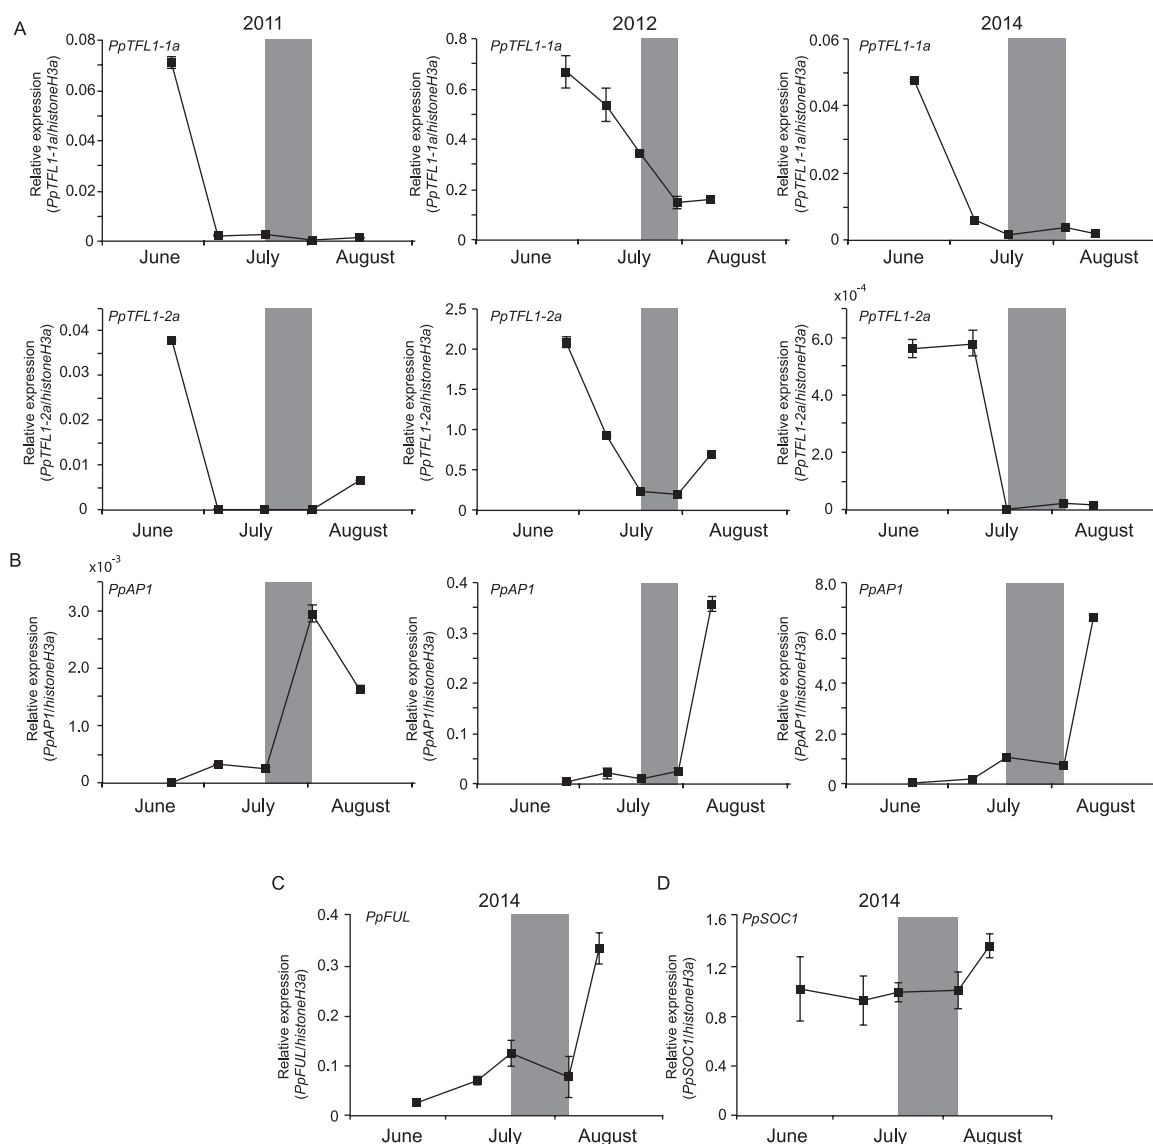 A
2011
2012
2014
PpTFL1-1a
Relative expression
(PpTFL1-1a/histoneH3a)
0.08
0.06
0.04
0.02
0
June
July
August
PpTFL1-1a
Relative expression
(PpTFL1-1a/histoneH3a)
0.8
0.6
0.4
0.2
0
June
July
August
PpTFL1-1a
Relative expression
(PpTFL1-1a/histoneH3a)
0.06
0.04
0.02
0
June
July
August
PpTFL1-2a
Relative expression
(PpTFL1-2a/histoneH3a)
0.04
0.03
0.02
0.01
0
June
July
August
PpTFL1-2a
Relative expression
(PpTFL1-2a/histoneH3a)
2.5
2.0
1.5
1.0
0.5
0
June
July
August
x10-4
PpTFL1-2a
Relative expression
(PpTFL1-2a/histoneH3a)
6.0
4.0
2.0
0
June
July
August
B
x10-3
PpAP1
Relative expression
(PpAP1/histoneH3a)
3.0
2.0
1.0
0
June
July
August
PpAP1
Relative expression
(PpAP1/histoneH3a)
0.4
0.3
0.2
0.1
0
June
July
August
PpAP1
Relative expression
(PpAP1/histoneH3a)
8.0
6.0
4.0
2.0
0
June
July
August
C
2014
PpFUL
Relative expression
(PpFUL/histoneH3a)
0.4
0.3
0.2
0.1
0
June
July
August
D
2014
PpSOC1
Relative expression
(PpSOC1/histoneH3a)
1.6
1.2
0.8
0.4
0
June
July
August